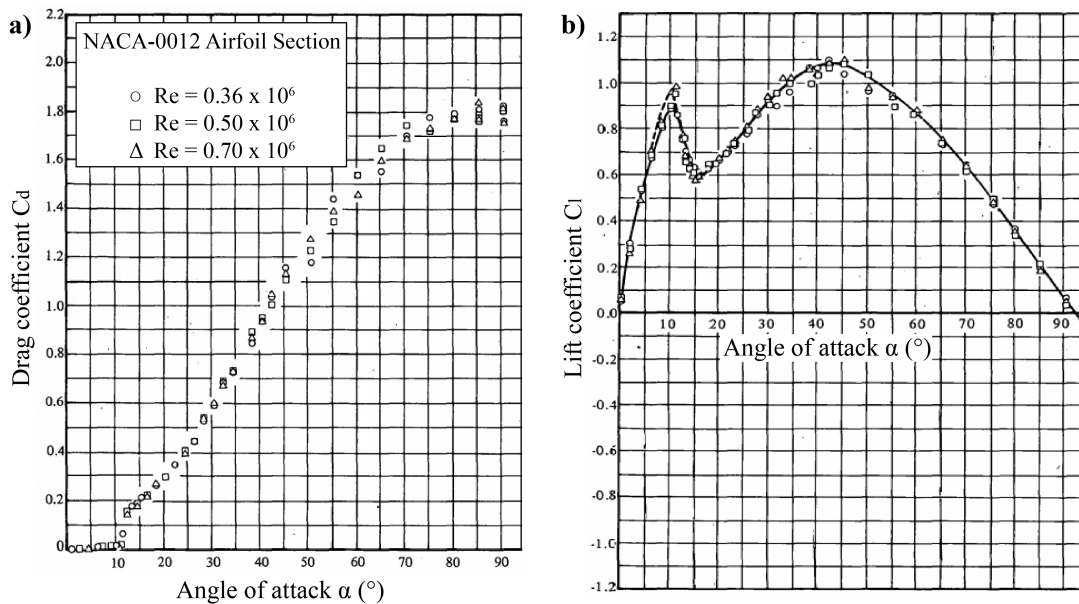 a)
NACA-0012 Airfoil Section
Re = 0.36 x 10⁶
Re = 0.50 x 10⁶
Re = 0.70 x 10⁶
Drag coefficient Cd
2.2
2.0
1.8
1.6
1.4
1.2
1.0
0.8
0.6
0.4
0.2
0
10 20 30 40 50 60 70 80 90
Angle of attack α (°)
b)
Lift coefficient Cl
1.2
1.0
0.8
0.6
0.4
0.2
0.0
-0.2
-0.4
-0.6
-0.8
-1.0
-1.2
10 20 30 40 50 60 70 80 90
Angle of attack α (°)